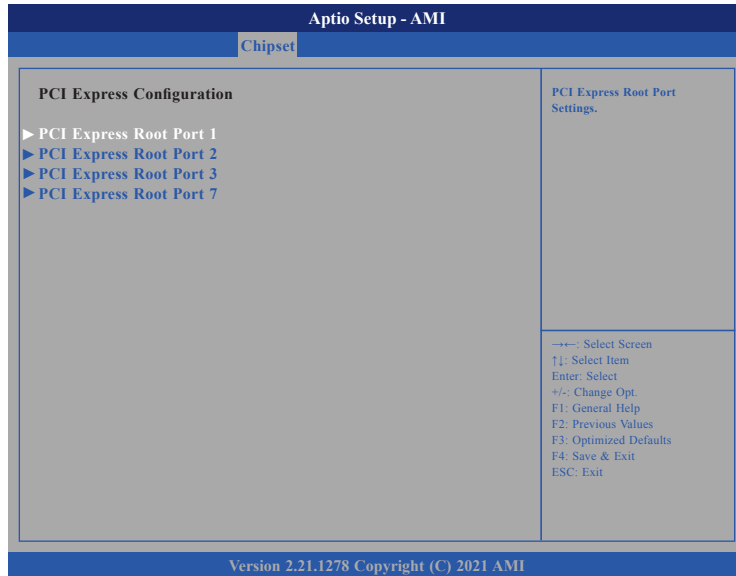 Aptio Setup - AMI
Chipset
PCI Express Configuration
▶ PCI Express Root Port 1
▶ PCI Express Root Port 2
▶ PCI Express Root Port 3
▶ PCI Express Root Port 7
PCI Express Root Port
Settings.
→←: Select Screen
↑↓: Select Item
Enter: Select
+/-: Change Opt.
F1: General Help
F2: Previous Values
F3: Optimized Defaults
F4: Save & Exit
ESC: Exit
Version 2.21.1278 Copyright (C) 2021 AMI